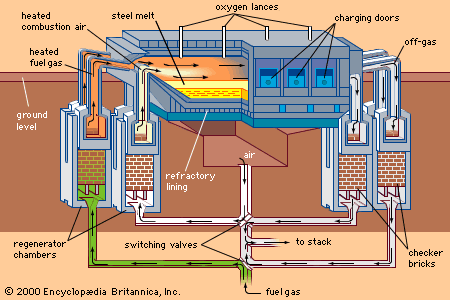 oxygen lances
heated
combustion air
steel melt
charging doors
off-gas
heated
fuel gas
ground
level
refractory
lining
air
regenerator
chambers
switching valves
to stack
checker
bricks
fuel gas
© 2000 Encyclopædia Britannica, Inc.